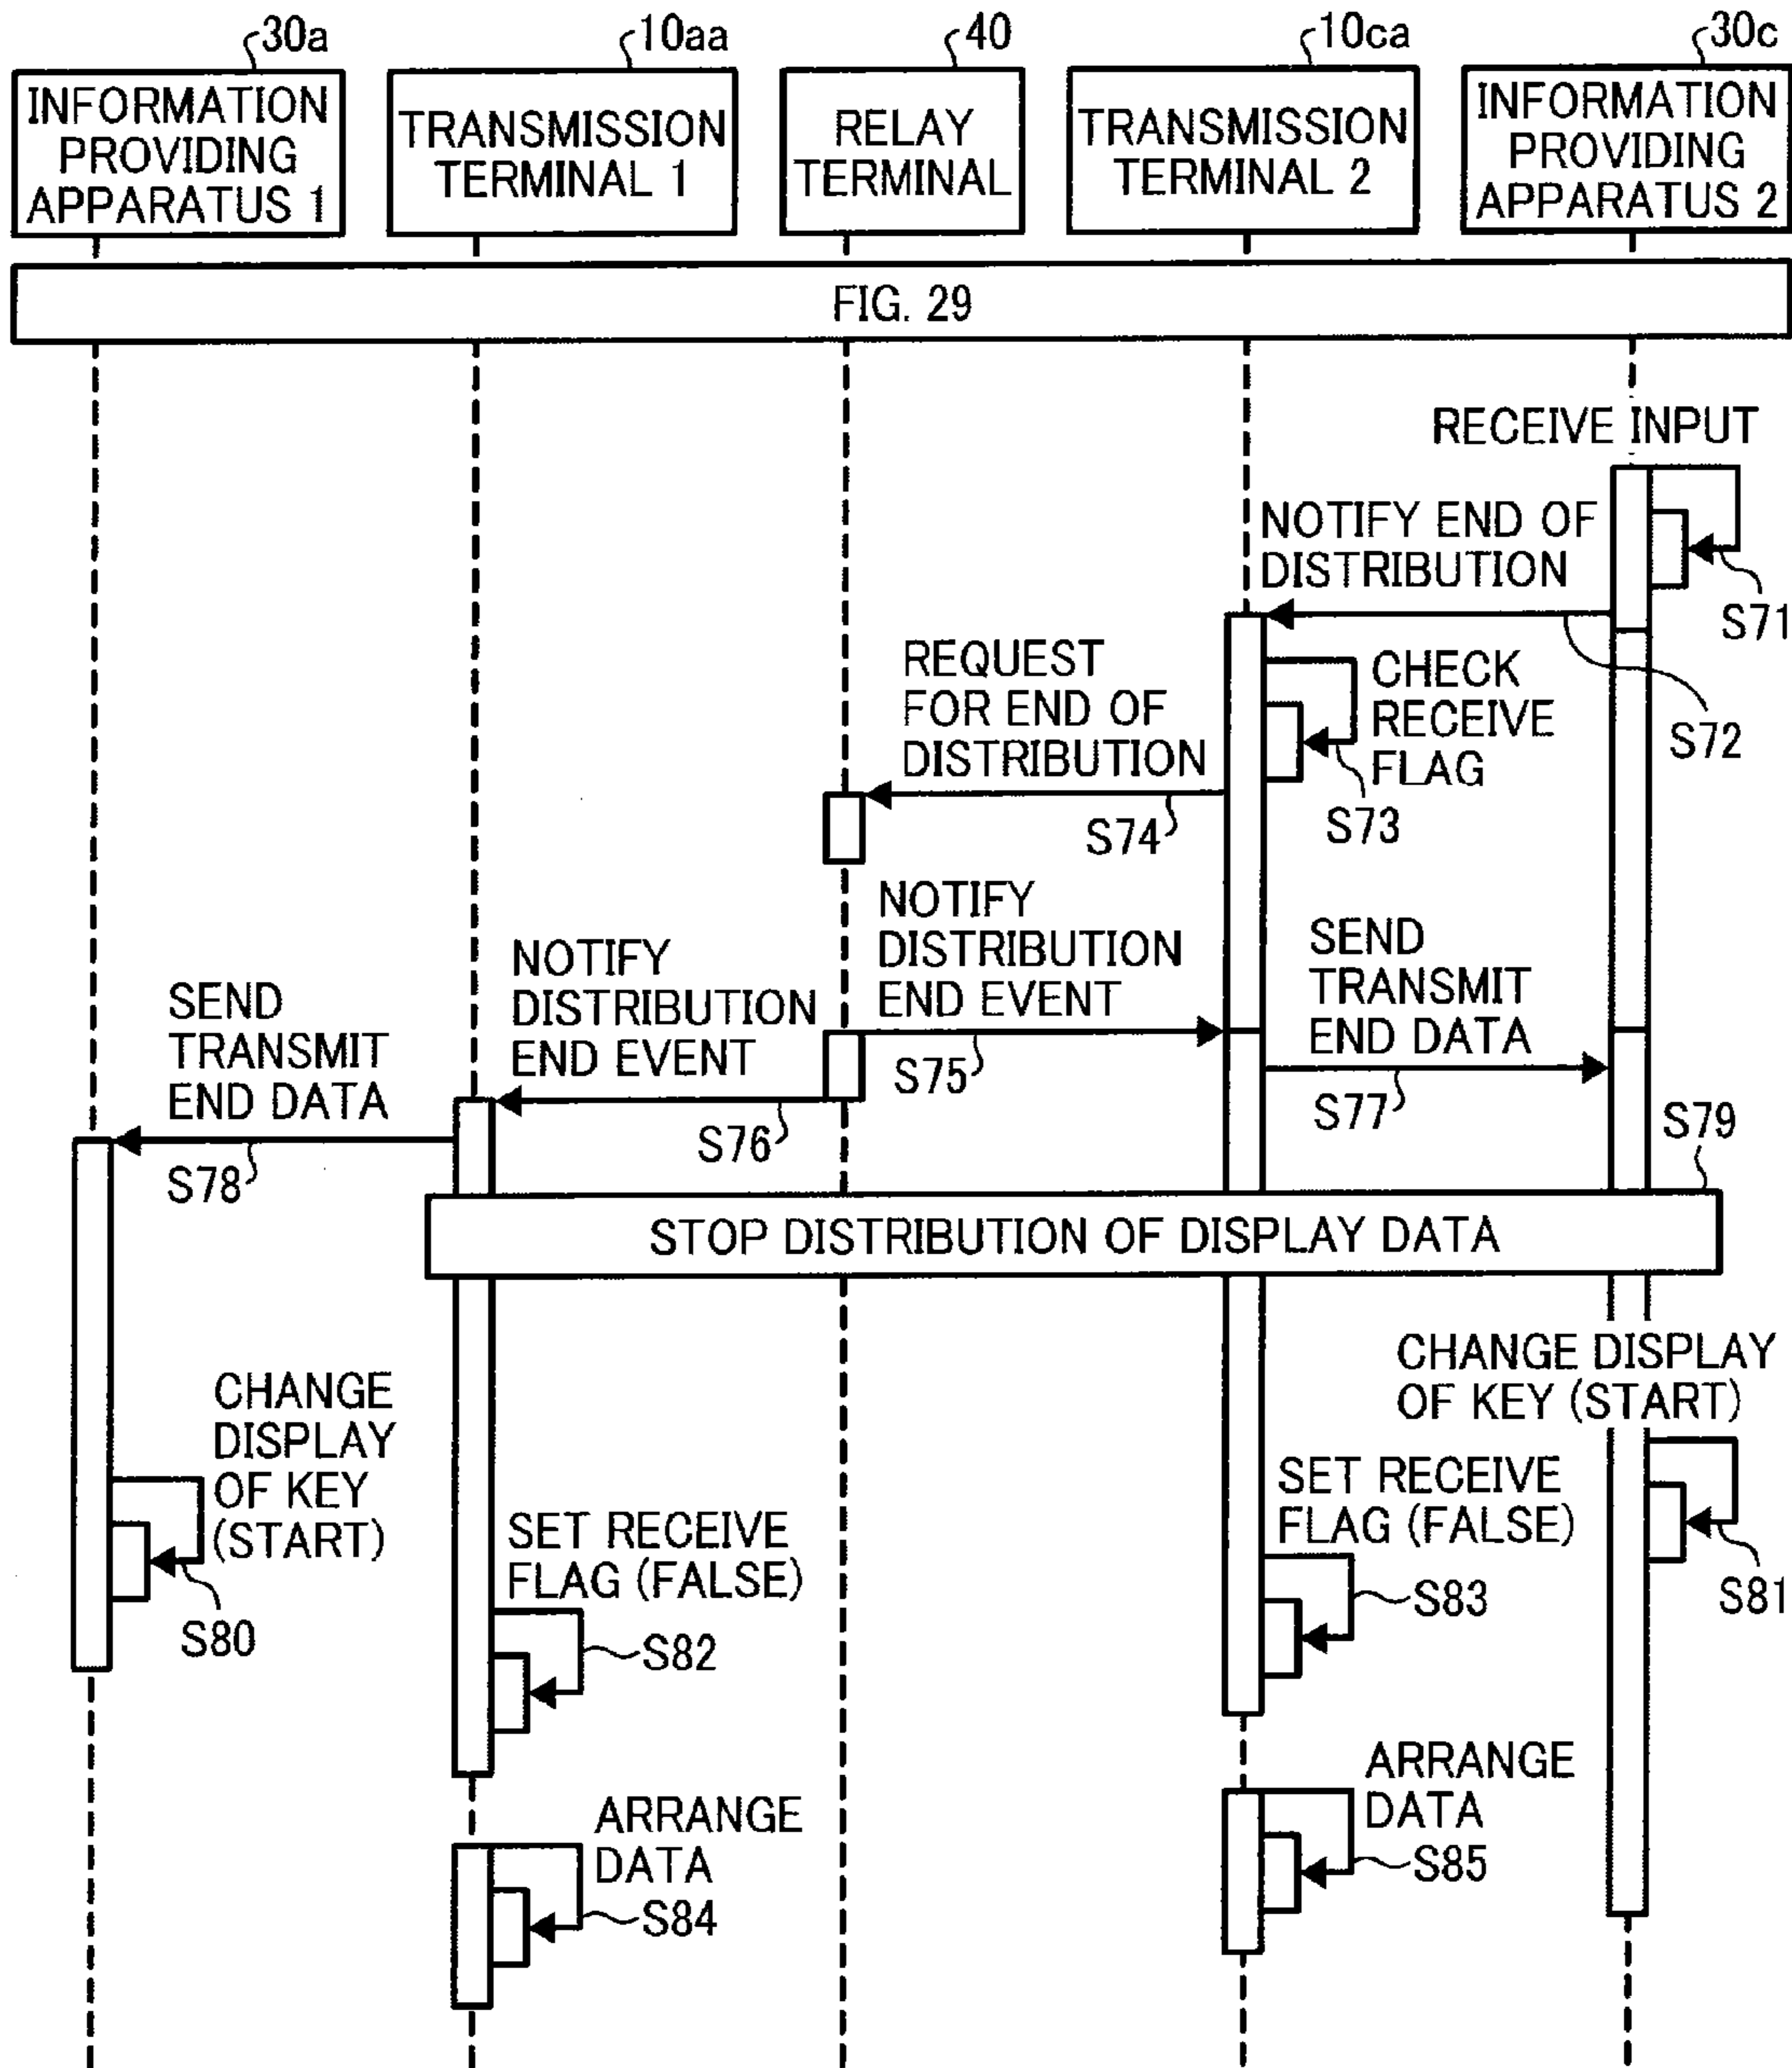 30a
10aa
40
10ca
30c
INFORMATION
PROVIDING
APPARATUS 1
TRANSMISSION
TERMINAL 1
RELAY
TERMINAL
TRANSMISSION
TERMINAL 2
INFORMATION
PROVIDING
APPARATUS 2
FIG. 29
RECEIVE INPUT
S71
NOTIFY END OF
DISTRIBUTION
S72
CHECK
RECEIVE
FLAG
S73
REQUEST
FOR END OF
DISTRIBUTION
S74
NOTIFY
DISTRIBUTION
END EVENT
S75
NOTIFY
DISTRIBUTION
END EVENT
S76
SEND
TRANSMIT
END DATA
S77
SEND
TRANSMIT
END DATA
S78
S79
STOP DISTRIBUTION OF DISPLAY DATA
CHANGE
DISPLAY
OF KEY
(START)
S80
CHANGE DISPLAY
OF KEY (START)
S81
SET RECEIVE
FLAG (FALSE)
S82
SET RECEIVE
FLAG (FALSE)
S83
ARRANGE
DATA
S84
ARRANGE
DATA
S85